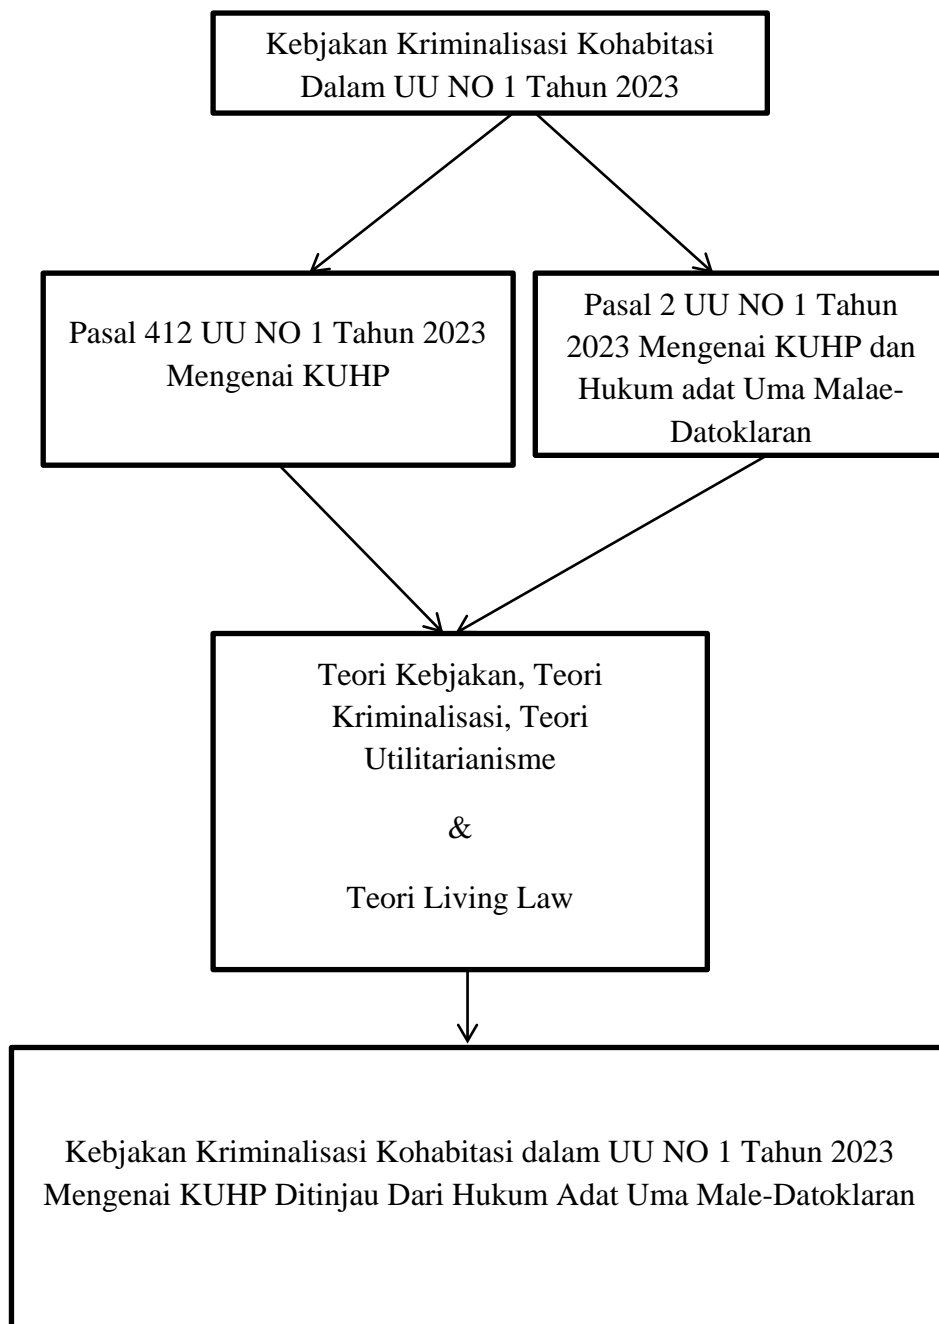 Kebjakan Kriminalisasi Kohabitasi
Dalam UU NO 1 Tahun 2023
Pasal 412 UU NO 1 Tahun 2023
Mengenai KUHP
Pasal 2 UU NO 1 Tahun
2023 Mengenai KUHP dan
Hukum adat Uma Malae-
Datoklaran
Teori Kebjakan, Teori
Kriminalisasi, Teori
Utilitarianisme
&
Teori Living Law
Kebjakan Kriminalisasi Kohabitasi dalam UU NO 1 Tahun 2023
Mengenai KUHP Ditinjau Dari Hukum Adat Uma Male-Datoklaran